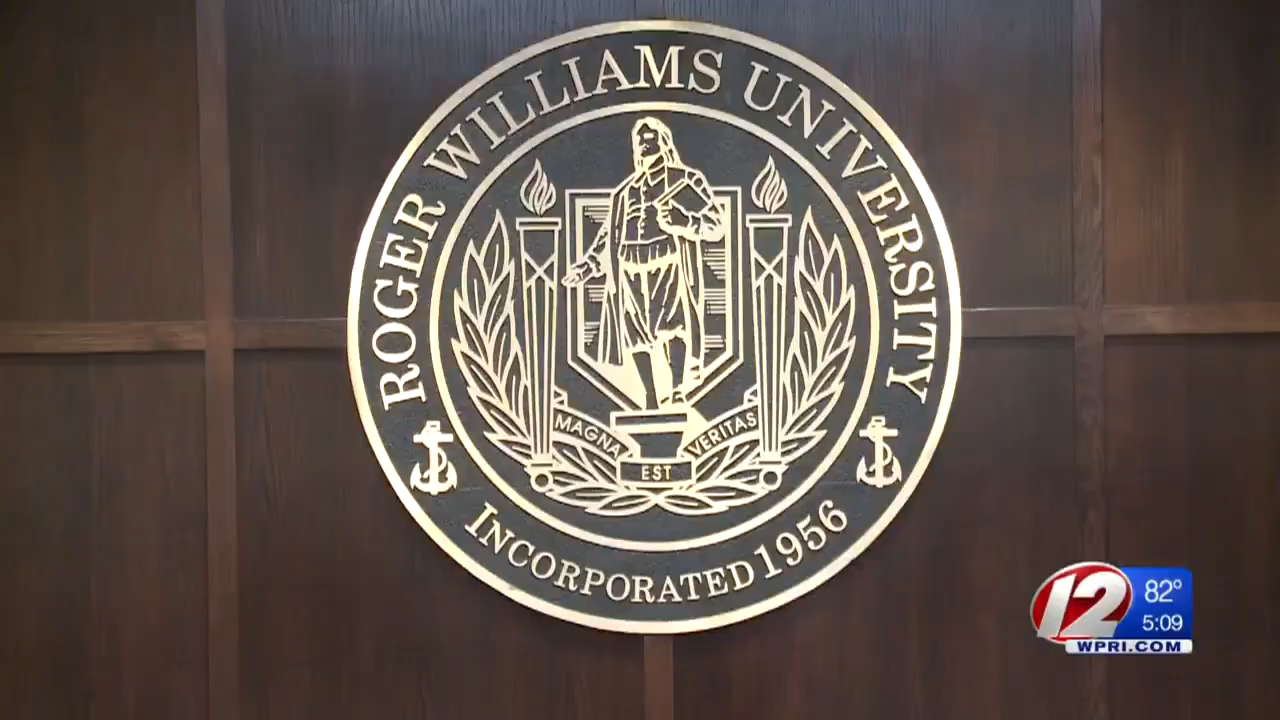 ROGER WILLIAMS UNIVERSITY
MAGNA EST VERITAS
INCORPORATED 1956
12
82°
5:09
WPRI.COM